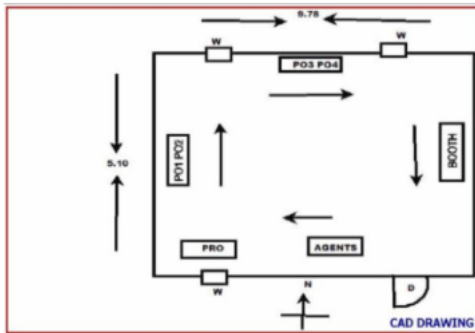 9.78
W
W
PO3 PO4
5.10
PO1 PO2
BOOTH
PRO
AGENTS
W
N
D
CAD DRAWING